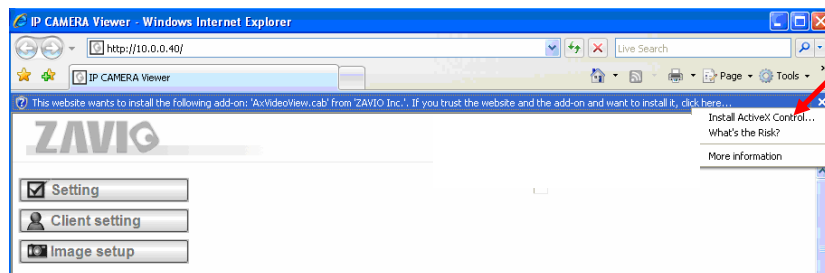 IP CAMERA Viewer - Windows Internet Explorer
http://10.0.0.40/
Live Search
IP CAMERA Viewer
Page
Tools
This website wants to install the following add-on: 'AxVideoView.cab' from 'ZAVIO Inc.'. If you trust the website and the add-on and want to install it, click here...
Install ActiveX Control...
What's the Risk?
More information
ZAVIO
Setting
Client setting
Image setup